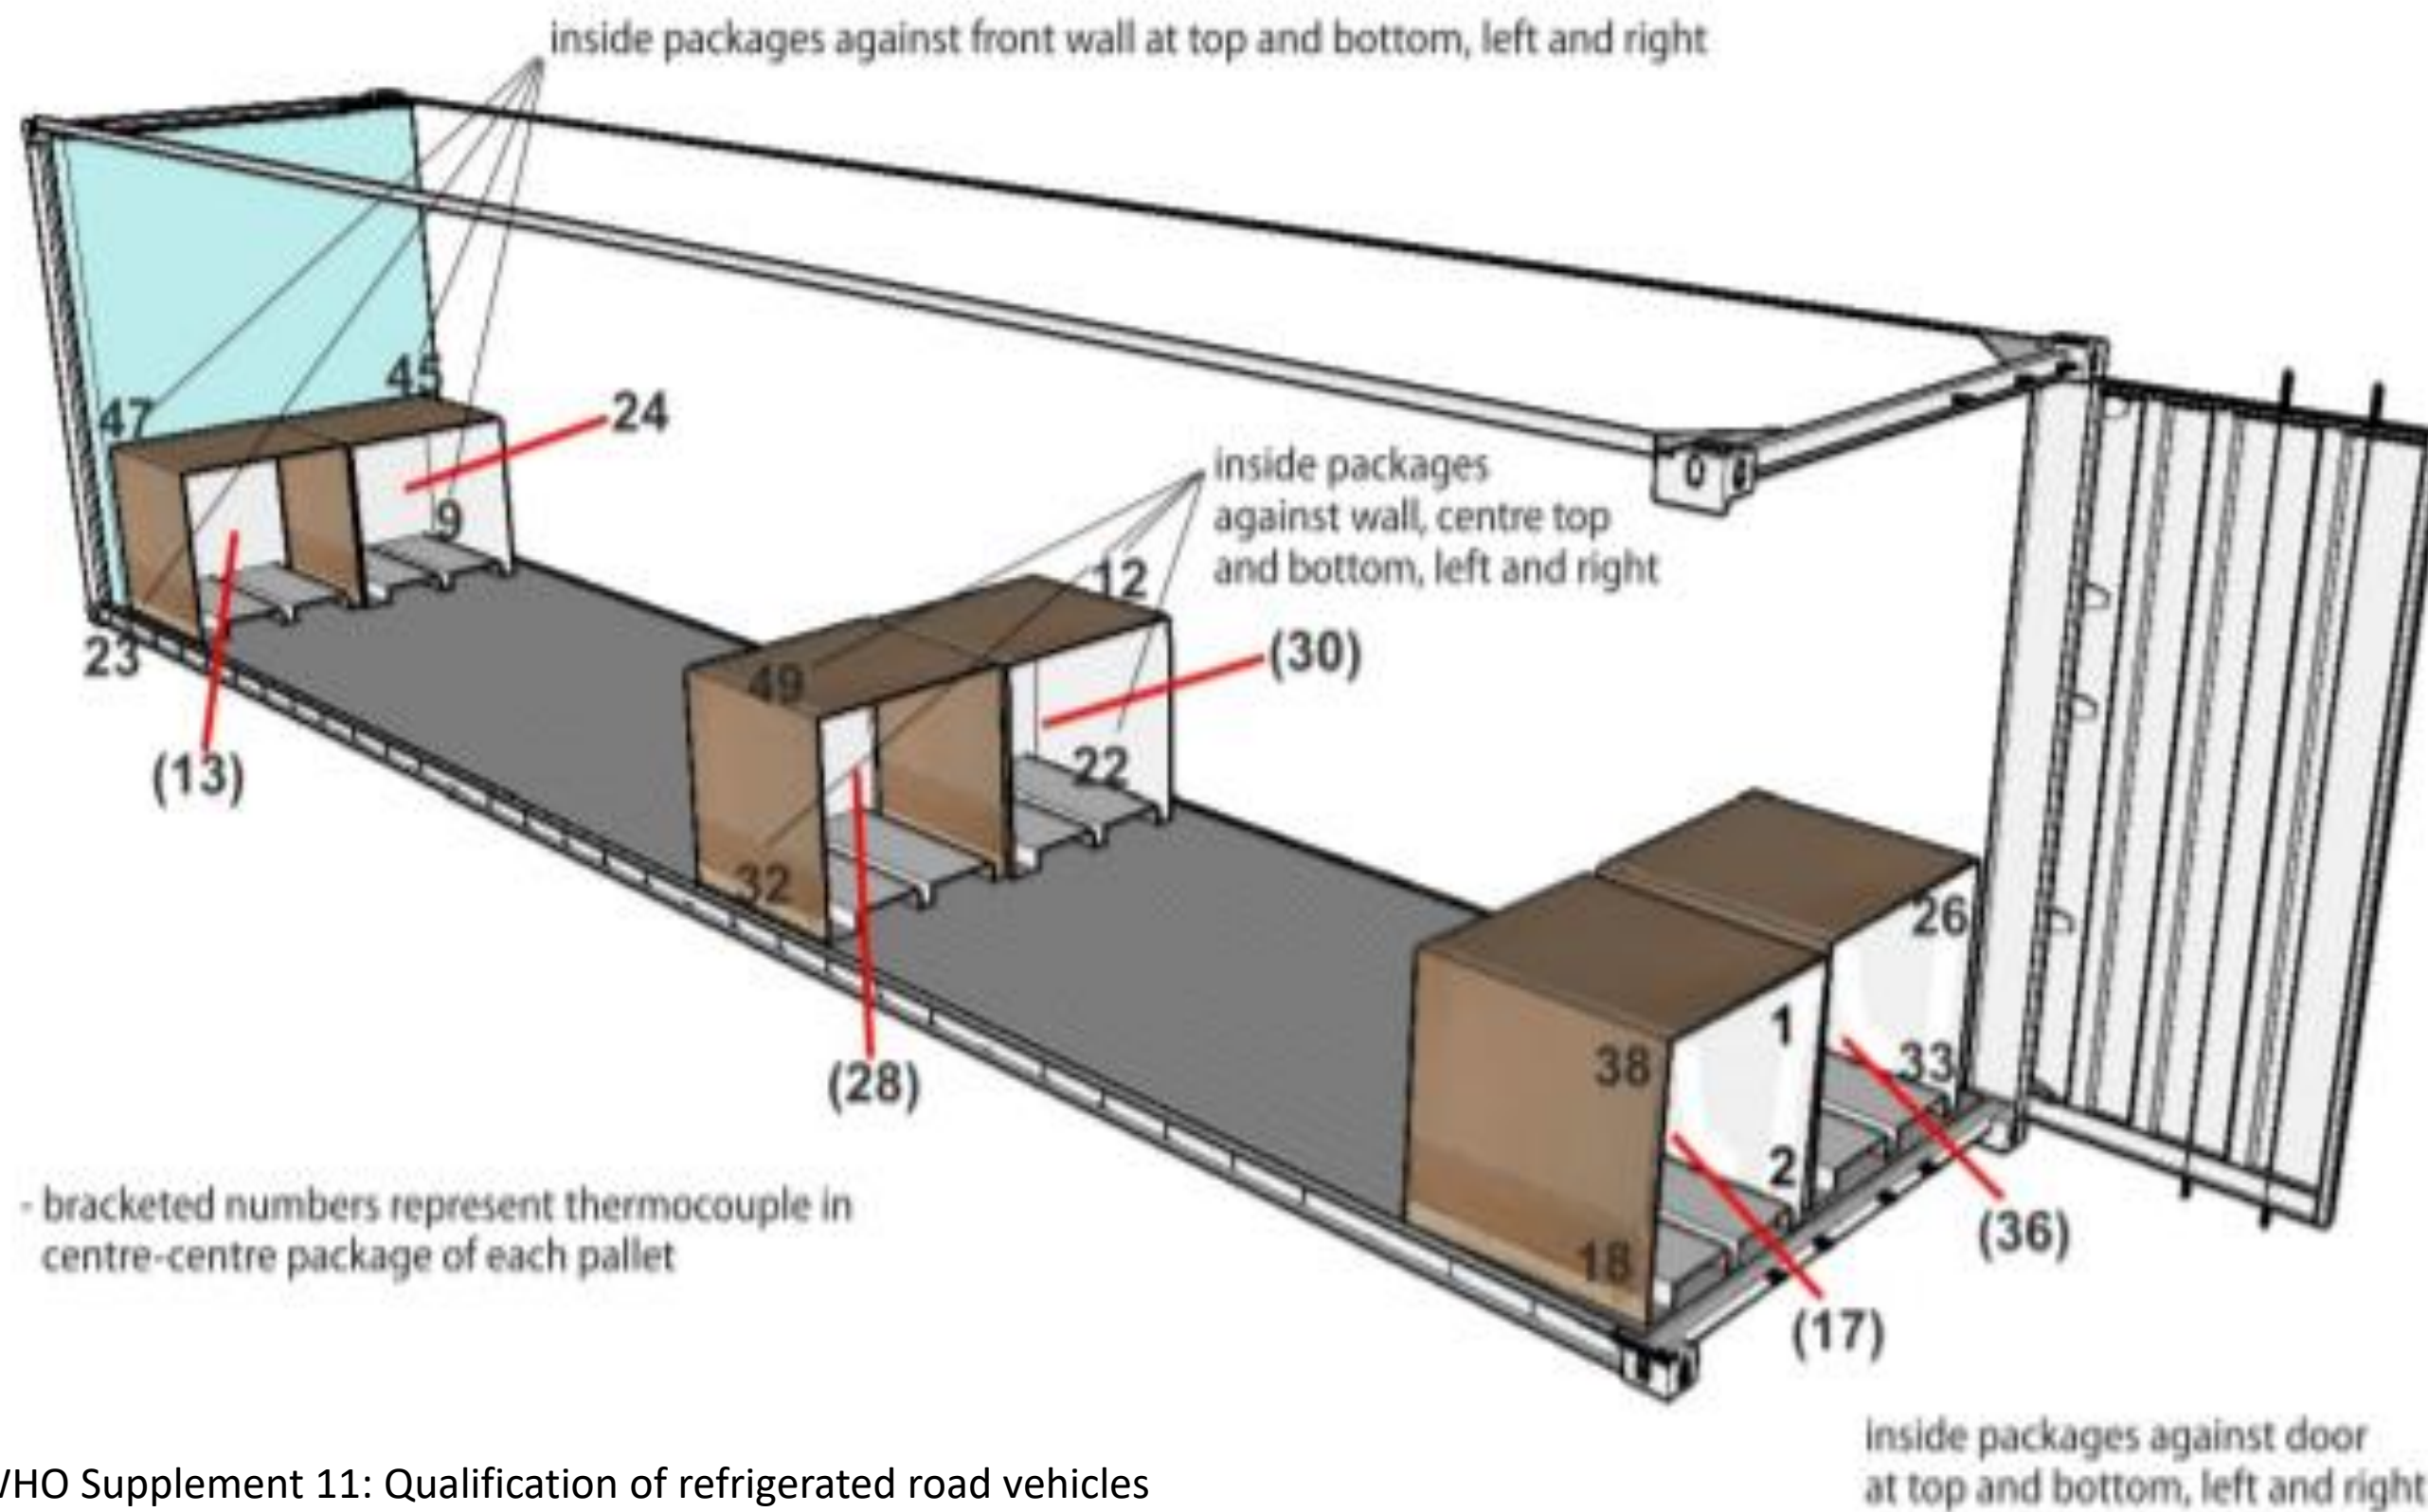 inside packages against front wall at top and bottom, left and right
45
47
24
inside packages
9
against wall, centre top
12
and bottom, left and right
23
49
(30)
(13)
22
32
26
(28)
1
38
33
2
- bracketed numbers represent thermocouple in
centre-centre package of each pallet
18
(36)
(17)
inside packages against door
at top and bottom, left and right
WHO Supplement 11: Qualification of refrigerated road vehicles